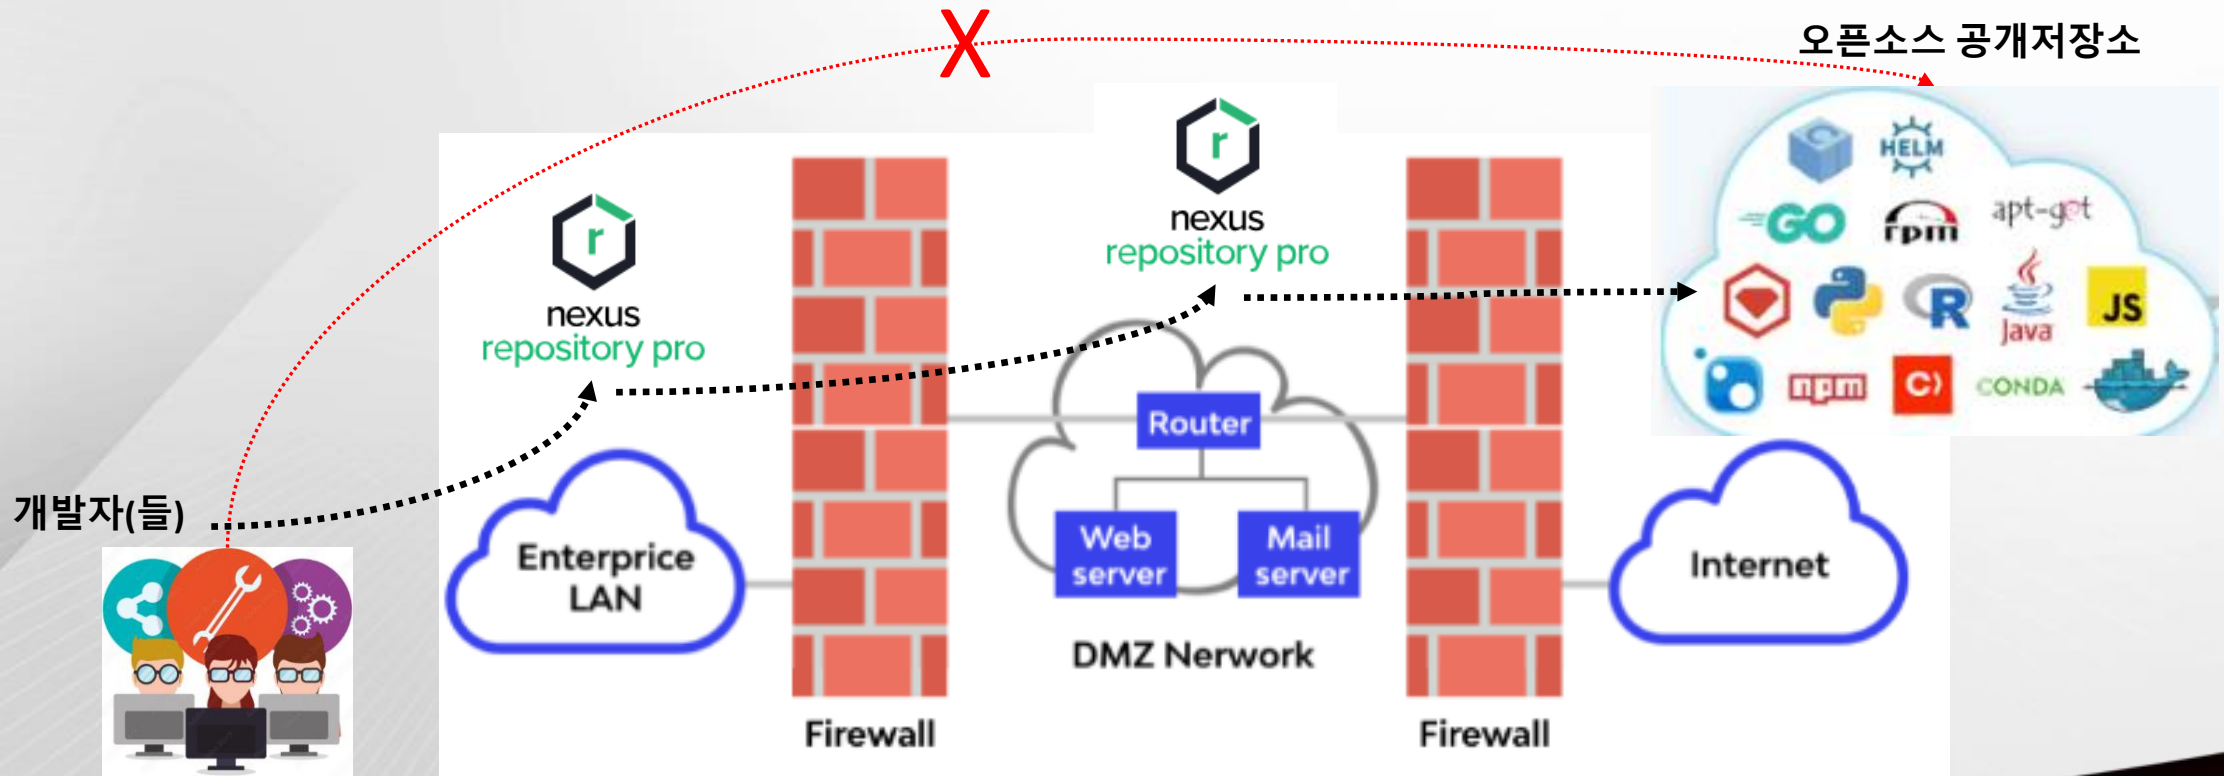 X
오픈소스 공개저장소
r
nexus
repository pro
r
nexus
repository pro
HELM
GO
rpm
apt-get
R
Java
JS
npm
C)
CONDA
개발자(들)
Enterprice
LAN
Router
Web
server
Mail
server
DMZ Nerwork
Internet
Firewall
Firewall